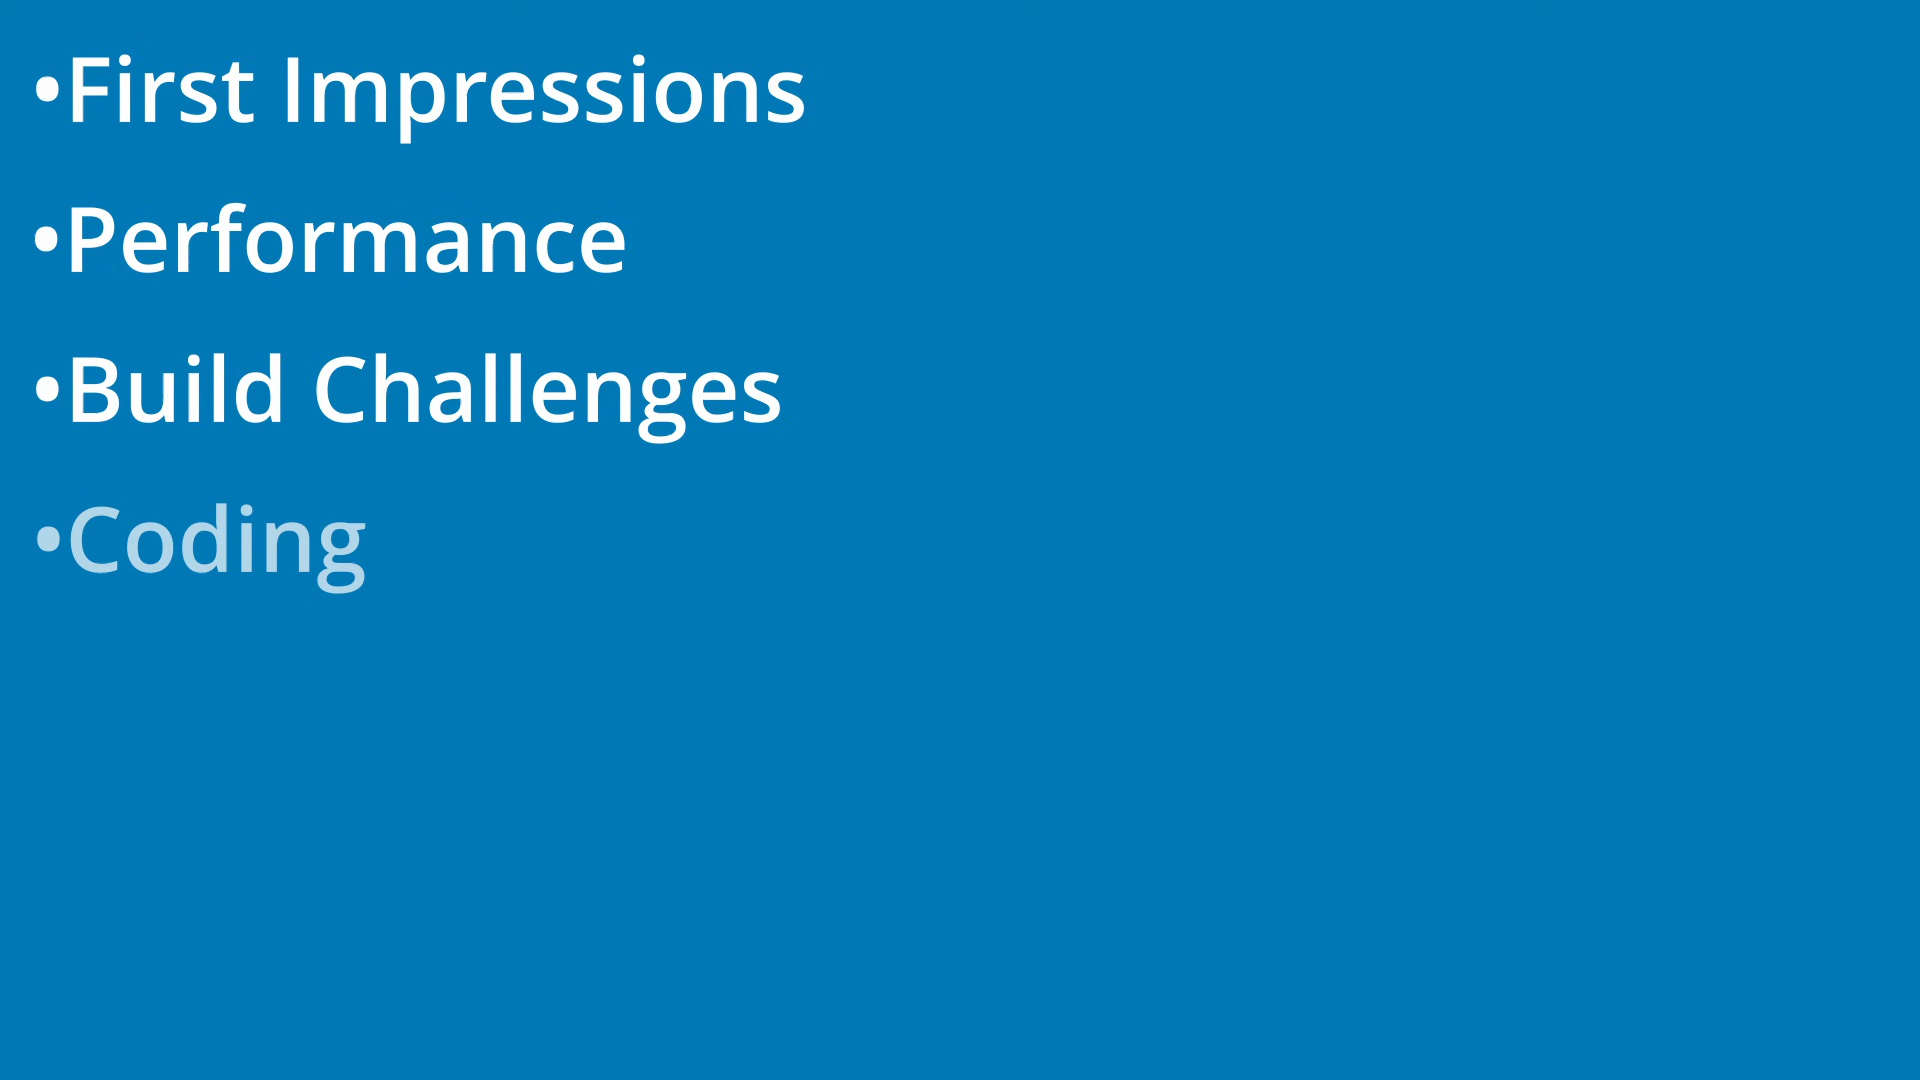 •First Impressions
•Performance
•Build Challenges
•Coding